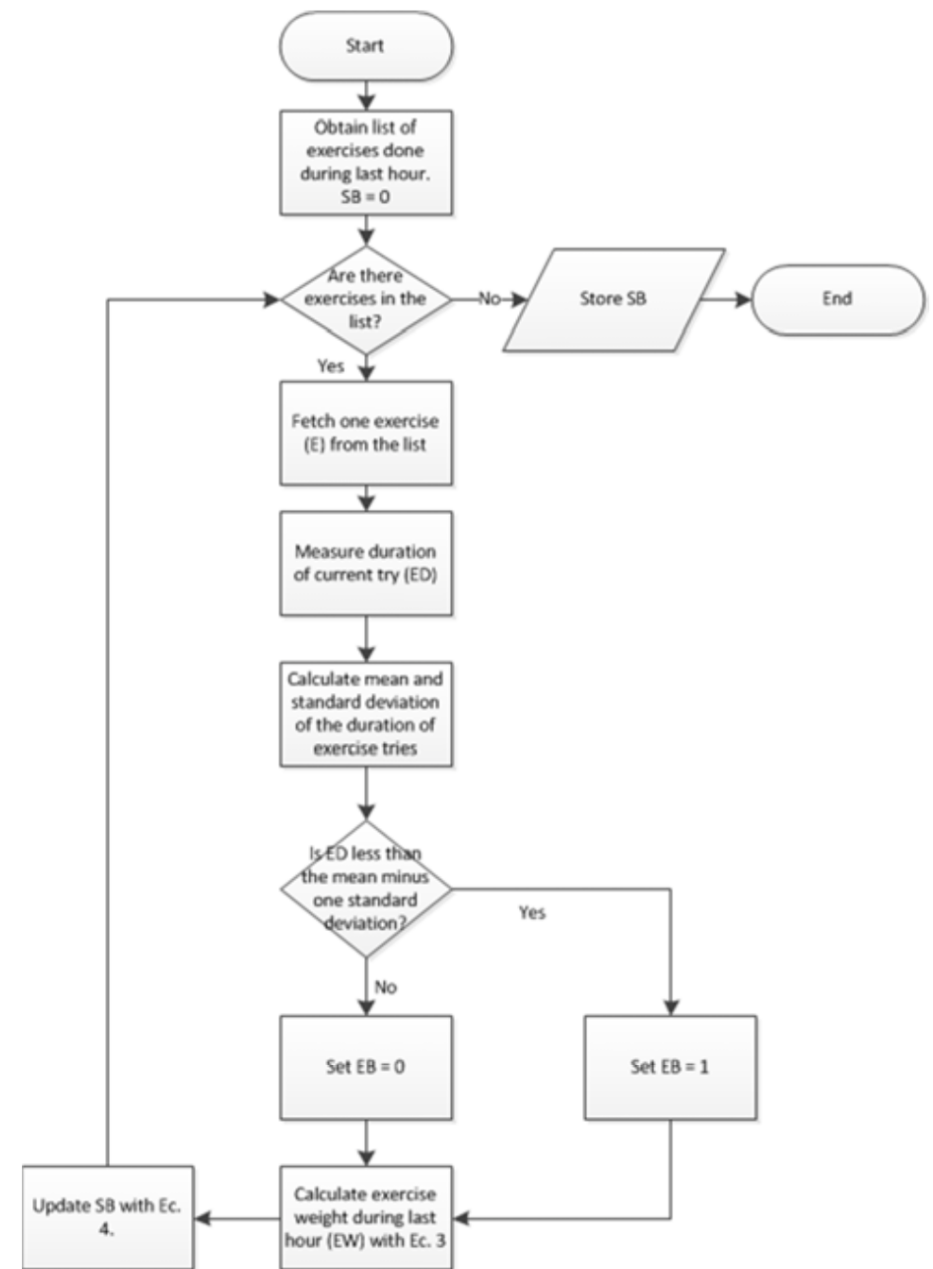 Start
Obtain list of
exercises done
during last hour.
SB = 0
Are there
exercises in the
list?
No
Store SB
End
Yes
Fetch one exercise
(E) from the list
Measure duration
of current try (ED)
Calculate mean and
standard deviation
of the duration of
exercise tries
Is ED less than
the mean minus
one standard
deviation?
Yes
No
Set EB = 0
Set EB = 1
Calculate exercise
weight during last
hour (EW) with Ec. 3
Update SB with Ec.
4.